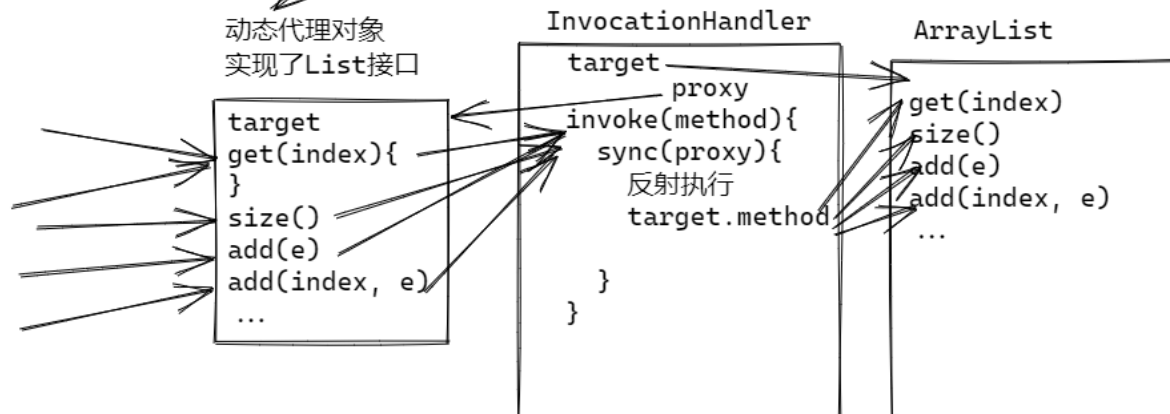 动态代理对象
实现了List接口
target
get(index){
}
size()
add(e)
add(index, e)
...
InvocationHandler
target
proxy
invoke(method){
sync(proxy){
反射执行
target.method
}
}
ArrayList
get(index)
size()
add(e)
add(index, e)
...